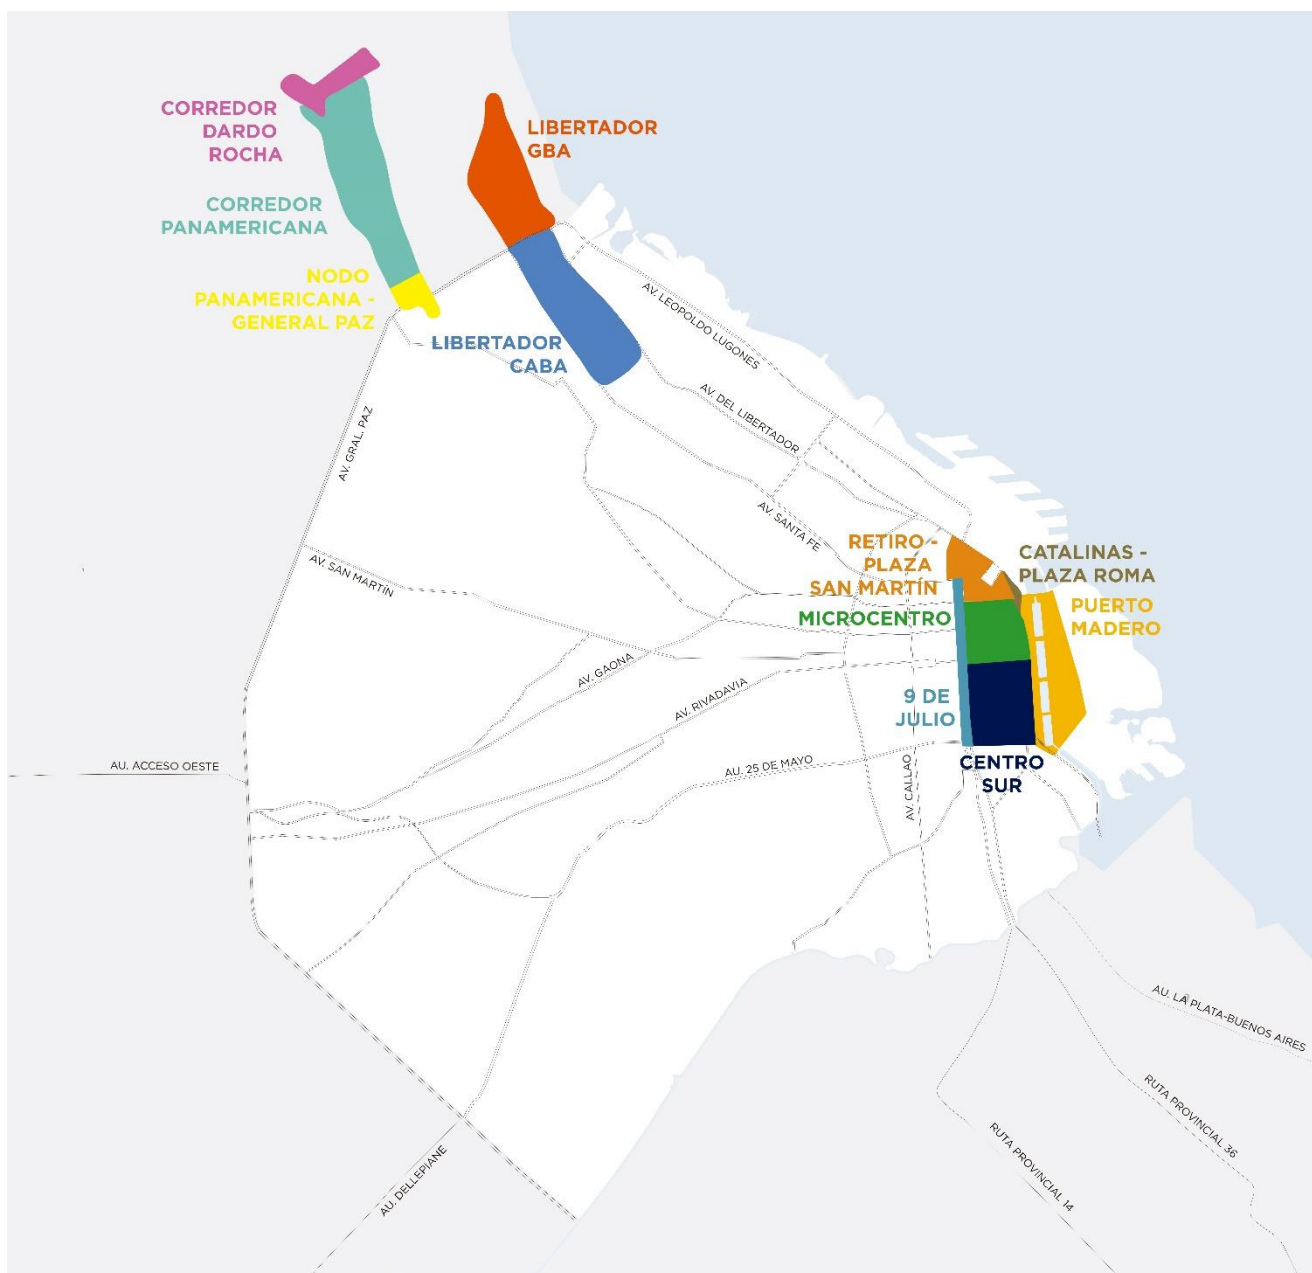 CORREDOR
DARDO
ROCHA
LIBERTADOR
GBA
CORREDOR
PANAMERICANA
NODO
PANAMERICANA -
GENERAL PAZ
LIBERTADOR
CABA
AV. LEOPOLDO LUGONES
AV. DEL LIBERTADOR
AV. GRAL. PAZ
AV. SANTA FE
RETIRO -
PLAZA
SAN MARTÍN
CATALINAS -
PLAZA ROMA
AV. SAN MARTÍN
MICROCENTRO
PUERTO
MADERO
AV. GAONA
AV. RIVADAVIA
9 DE
JULIO
AU. ACCESO OESTE
AU. 25 DE MAYO
AV. CALLAO
CENTRO
SUR
AU. LA PLATA-BUENOS AIRES
RUTA PROVINCIAL 36
RUTA PROVINCIAL 14
AU. DELLEPIANE